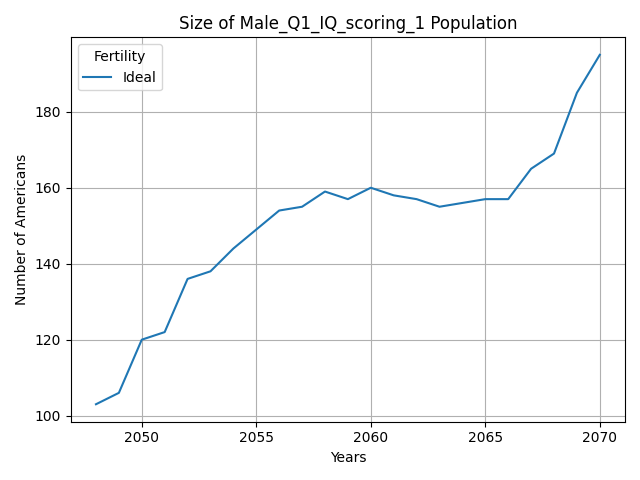 Size of Male_Q1_IQ_scoring_1 Population
Fertility
Ideal
180
160
140
120
100
Number of Americans
2050 2055 2060 2065 2070
Years